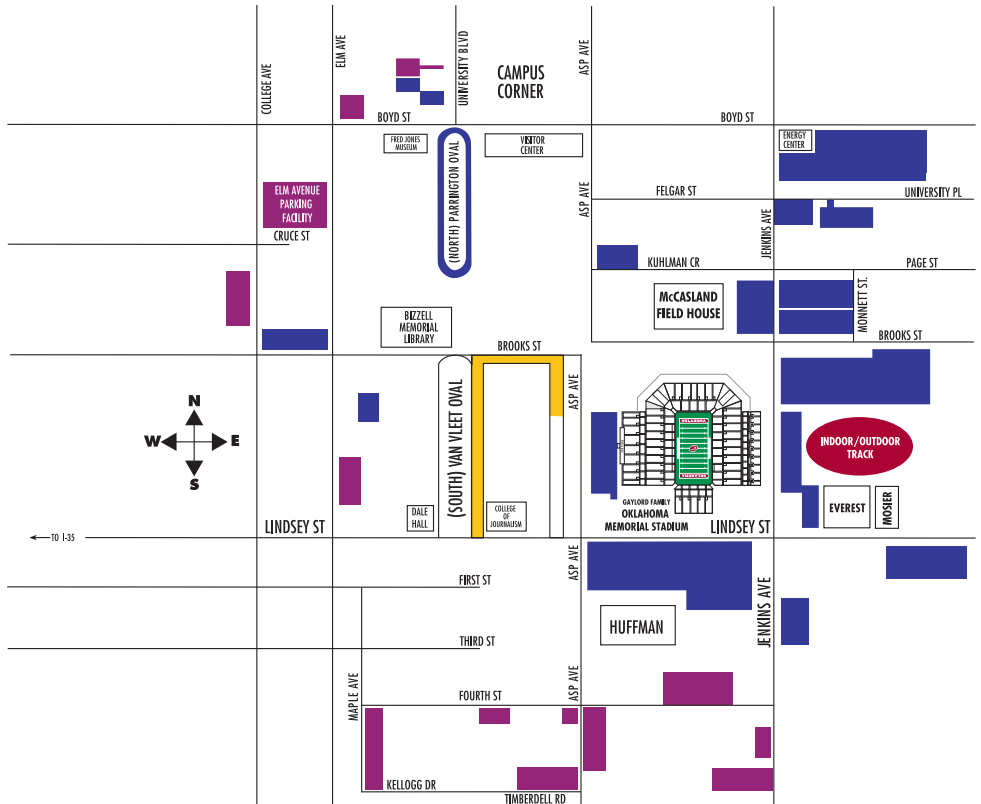 COLLEGE AVE
ELM AVE
UNIVERSITY BLVD
CAMPUS
CORNER
ASP AVE
BOYD ST
BOYD ST
FRED JONES
MUSEUM
(NORTH) PARRINGTON OVAL
VISITOR
CENTER
ENERGY
CENTER
ELM AVENUE
PARKING
FACILITY
ASP AVE
FELGAR ST
UNIVERSITY PL
JENKINS AVE
CRUCE ST
KUHLMAN CR
PAGE ST
BIZZELL
MEMORIAL
LIBRARY
McCASLAND
FIELD HOUSE
MONNETT ST.
BROOKS ST
BROOKS ST
ASP AVE
N
W
E
S
(SOUTH) VAN VLEET OVAL
OKLAHOMA
INDOOR/OUTDOOR
TRACK
DALE
HALL
COLLEGE
OF
JOURNALISM
GAYLORD FAMILY
OKLAHOMA
MEMORIAL STADIUM
EVEREST
MOSIER
LINDSEY ST
LINDSEY ST
TO I-35
ASP AVE
FIRST ST
JENKINS AVE
HUFFMAN
THIRD ST
MAPLE AVE
FOURTH ST
ASP AVE
KELLOGG DR
TIMBERDELL RD